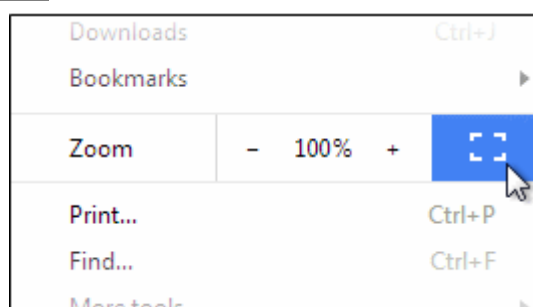 Downloads Ctrl+J
Bookmarks
Zoom - 100% +
Print... Ctrl+P
Find... Ctrl+F
More tools